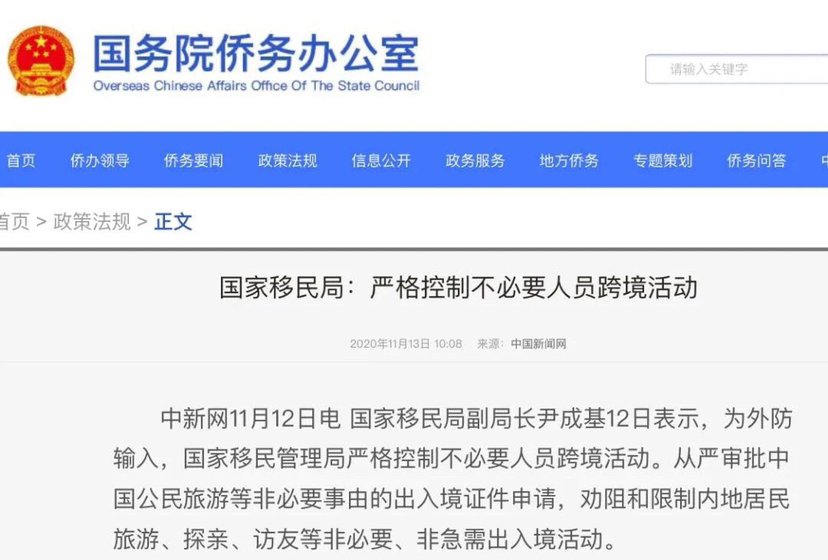 国务院侨务办公室
Overseas Chinese Affairs Office Of The State Council
请输入关键字
首页 侨办领导 侨务要闻 政策法规 信息公开 政务服务 地方侨务 专题策划 侨务问答
首页 > 政策法规 > 正文
国家移民局：严格控制不必要人员跨境活动
2020年11月13日 10:08 来源：中国新闻网
中新网11月12日电 国家移民局副局长尹成基12日表示，为外防
输入，国家移民管理局严格控制不必要人员跨境活动。从严审批中
国公民旅游等非必要事由的出入境证件申请，劝阻和限制内地居民
旅游、探亲、访友等非必要、非急需出入境活动。